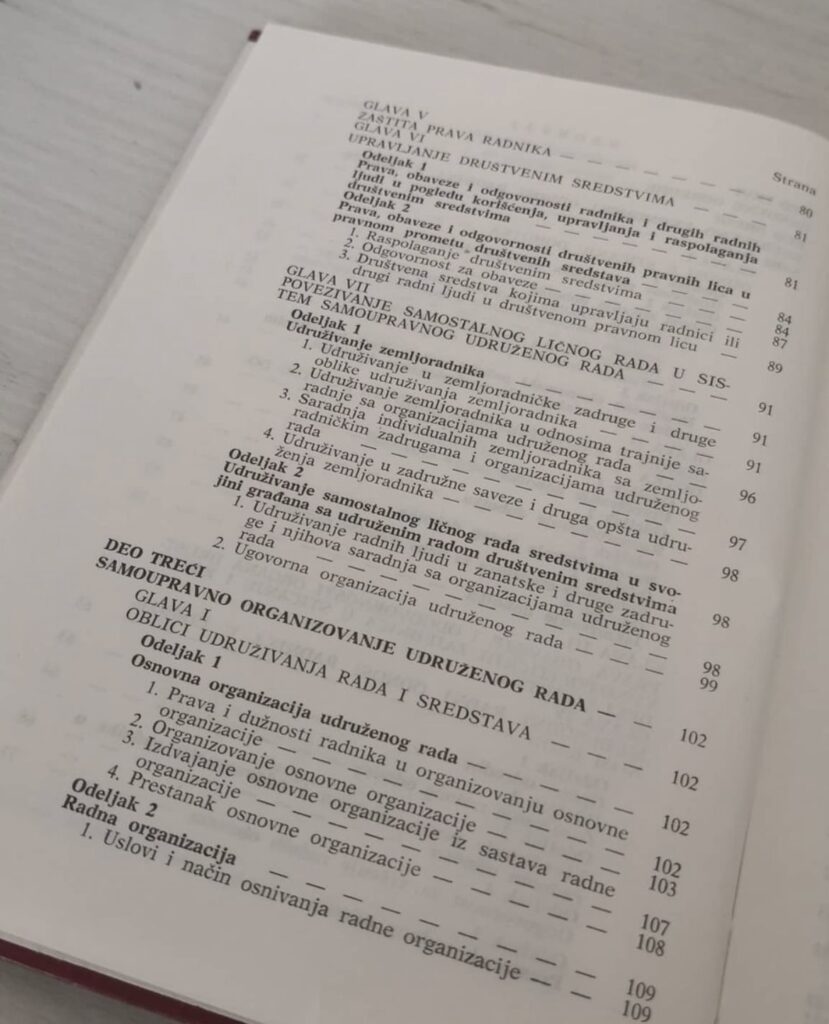 Strana
GLAVA V
ZAŠTITA PRAVA RADNIKA — — — — — — — 80
GLAVA VI
UPRAVLJANJE DRUŠTVENIM SREDSTVIMA — — — 81
Odeljak 1
Prava, obaveze i odgovornosti radnika i drugih radnih
ljudi u pogledu korišćenja, upravljanja i raspolaganja
društvenim sredstvima — — — — — — — 81
Odeljak 2
Prava, obaveze i odgovornosti društvenih pravnih lica u
pravnom prometu društvenih sredstava — — — — 84
1. Raspolaganje društvenim sredstvima — — — 84
2. Odgovornost za obaveze — — — — — — 87
3. Društvena sredstva kojima upravljaju radnici ili
drugi radni ljudi u društvenom pravnom licu — 89
GLAVA VII
POVEZIVANJE SAMOSTALNOG LIČNOG RADA U SIS-
TEM SAMOUPRAVNOG UDRUŽENOG RADA — — — 91
Odeljak 1
Udruživanje zemljoradnika — — — — — — — 91
1. Udruživanje u zemljoradničke zadruge i druge
oblike udruživanja zemljoradnika — — — — — 91
2. Udruživanje zemljoradnika u odnosima trajnije sa-
radnje sa organizacijama udruženog rada — — 96
3. Saradnja individualnih zemljoradnika sa zemljo-
radničkim zadrugama i organizacijama udruženog
rada — — — — — — — — — — 97
4. Udruživanje u zadružne saveze i druga opšta udru-
ženja zemljoradnika — — — — — — — 98
Odeljak 2
Udruživanje samostalnog ličnog rada sredstvima u svo-
jini građana sa udruženim radom društvenim sredstvima 98
1. Udruživanje radnih ljudi u zanatske i druge zadru-
ge i njihova saradnja sa organizacijama udruženog
rada — — — — — — — — — — 98
2. Ugovorna organizacija udruženog rada — — — 99
DEO TREĆI
SAMOUPRAVNO ORGANIZOVANJE UDRUŽENOG RADA — — 102
GLAVA I
OBLICI UDRUŽIVANJA RADA I SREDSTAVA — — — — 102
Odeljak 1
Osnovna organizacija udruženog rada — — — — — — 102
1. Prava i dužnosti radnika u organizovanju osnovne
organizacije — — — — — — — — — 102
2. Organizovanje osnovne organizacije — — — — 103
3. Izdvajanje osnovne organizacije iz sastava radne
organizacije — — — — — — — — — 107
4. Prestanak osnovne organizacije — — — — — 108
Odeljak 2
Radna organizacija — — — — — — — — — 109
1. Uslovi i način osnivanja radne organizacije — — 109